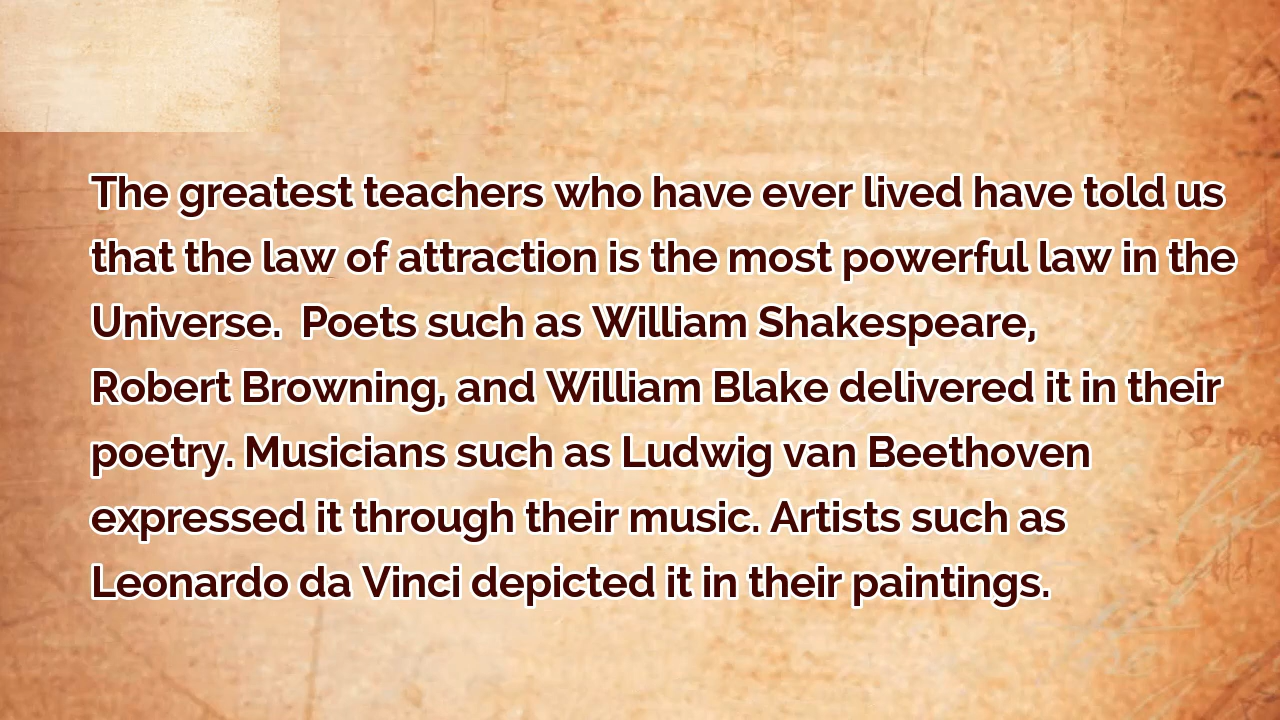 The greatest teachers who have ever lived have told us
that the law of attraction is the most powerful law in the
Universe.  Poets such as William Shakespeare,
Robert Browning, and William Blake delivered it in their
poetry. Musicians such as Ludwig van Beethoven
expressed it through their music. Artists such as
Leonardo da Vinci depicted it in their paintings.